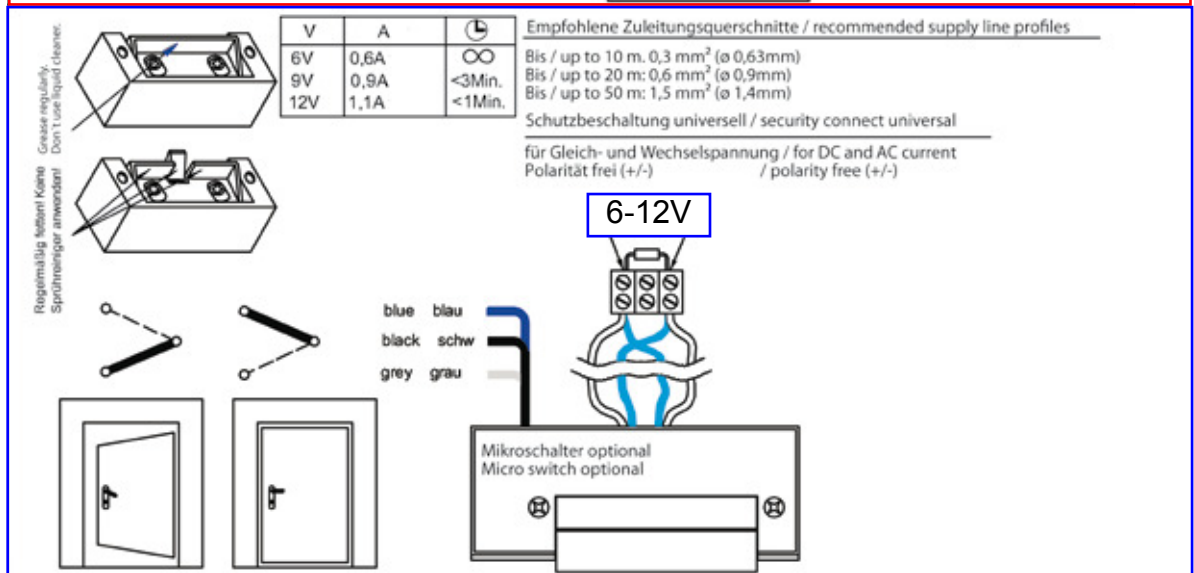 Grease regularly.
Don't use liquid cleaner.
Regelmäßig fetten! Keine
Sprühreiniger anwenden!
V A
6V 0,6A ∞
9V 0,9A <3Min.
12V 1,1A <1Min.
Empfohlene Zuleitungsquerschnitte / recommended supply line profiles
Bis / up to 10 m. 0,3 mm² (ø 0,63mm)
Bis / up to 20 m: 0,6 mm² (ø 0,9mm)
Bis / up to 50 m: 1,5 mm² (ø 1,4mm)
Schutzbeschaltung universell / security connect universal
für Gleich- und Wechselspannung / for DC and AC current
Polarität frei (+/-) / polarity free (+/-)
6-12V
blue blau
black schw
grey grau
Mikroschalter optional
Micro switch optional